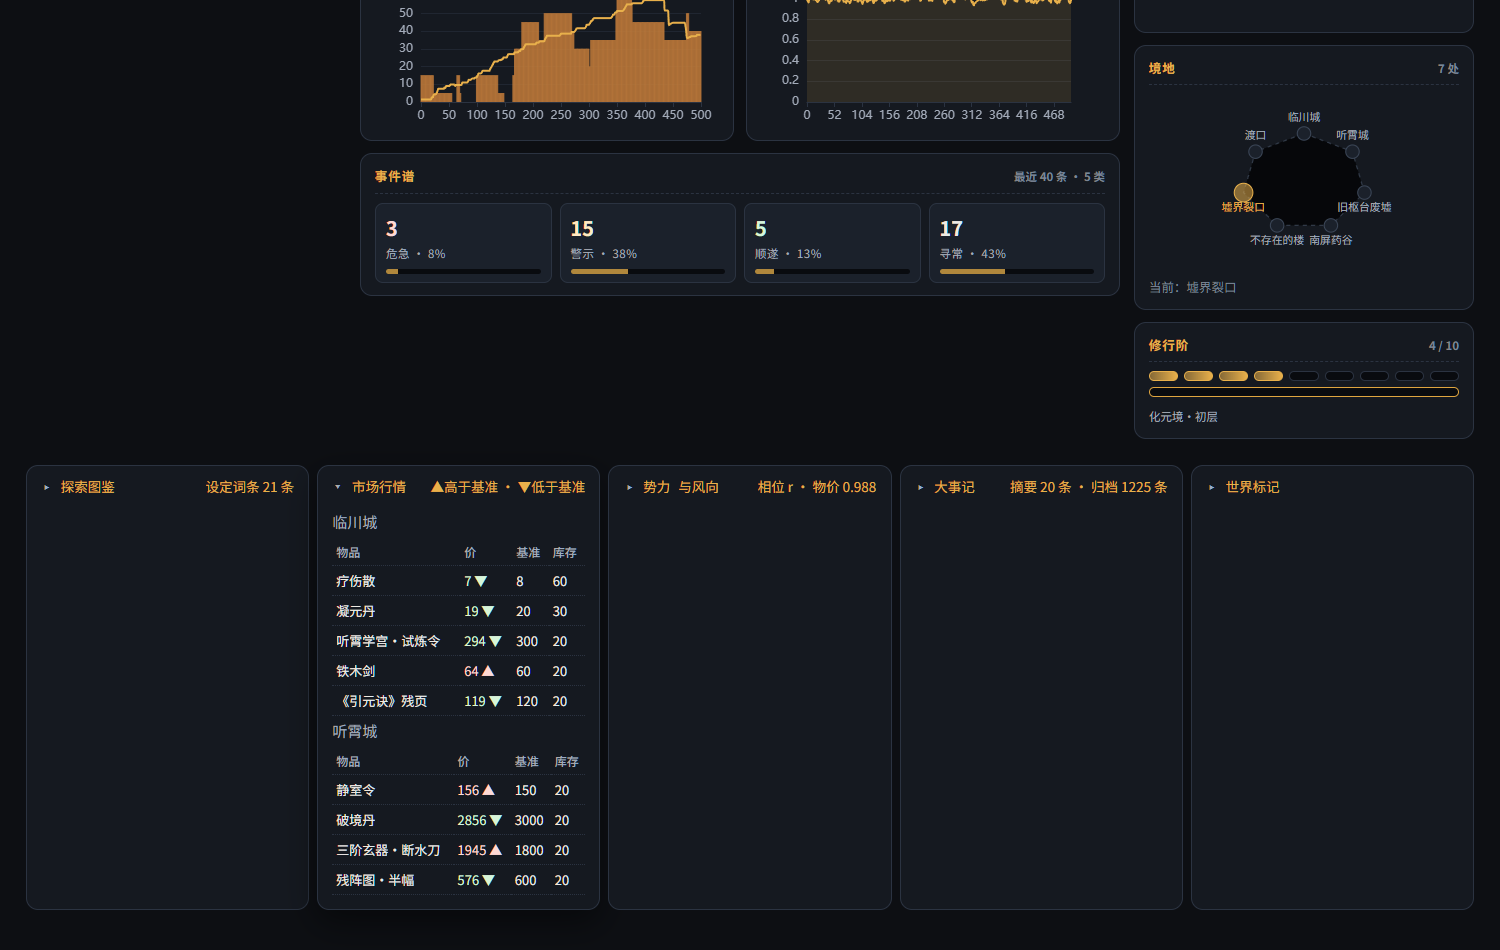 50
40
30
20
10
0
0 50 100 150 200 250 300 350 400 450 500
1
0.8
0.6
0.4
0.2
0
0 52 104 156 208 260 312 364 416 468
事件谱 最近 40 条 · 5 类
3
危急 · 8%
15
警示 · 38%
5
顺遂 · 13%
17
寻常 · 43%
境地 7 处
临川城
渡口 听霄城
墟界裂口 旧枢台废墟
不存在的楼 南屏药谷
当前：墟界裂口
修行阶 4 / 10
化元境·初层
▸ 探索图鉴 设定词条 21 条
▾ 市场行情 ▲高于基准 · ▼低于基准
临川城
物品 价 基准 库存
疗伤散 7▼ 8 60
凝元丹 19▼ 20 30
听霄学宫·试炼令 294▼ 300 20
铁木剑 64▲ 60 20
《引元诀》残页 119▼ 120 20
听霄城
物品 价 基准 库存
静室令 156▲ 150 20
破境丹 2856▼ 3000 20
三阶玄器·断水刀 1945▲ 1800 20
残阵图·半幅 576▼ 600 20
▸ 势力 与风向 相位 r · 物价 0.988
▸ 大事记 摘要 20 条 · 归档 1225 条
▸ 世界标记